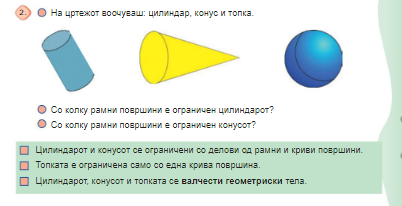 2. На цртежот воочуваш: цилиндар, конус и топка.
Со колку рамни површини е ограничен цилиндарот?
Со колку рамни површини е ограничен конусот?
Цилиндарот и конусот се ограничени со делови од рамни и криви површини.
Топката е ограничена само со една крива површина.
Цилиндарот, конусот и топката се валчести геометриски тела.